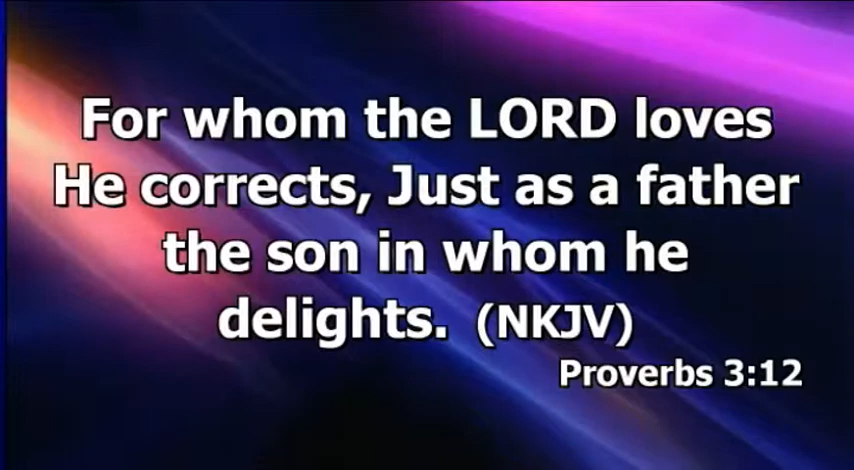 For whom the LORD loves
He corrects, Just as a father
the son in whom he
delights. (NKJV)
Proverbs 3:12